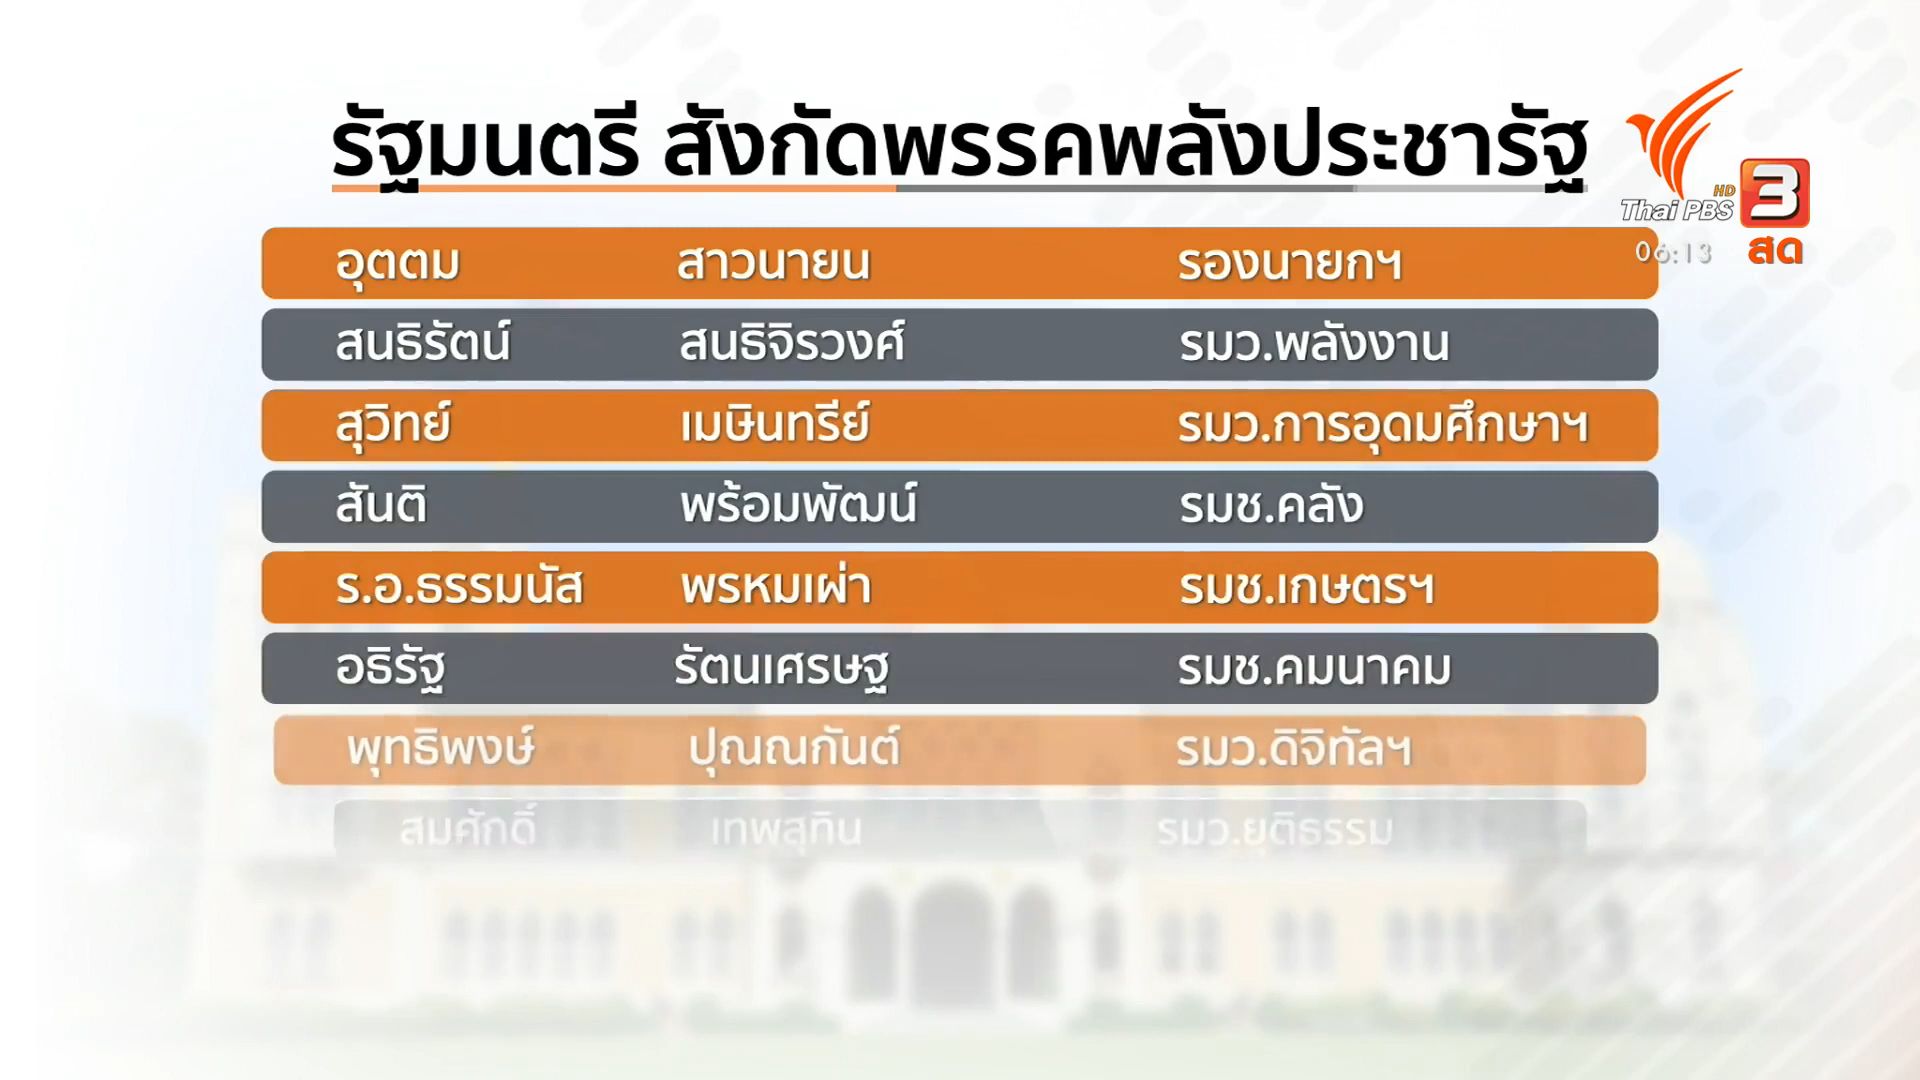 รัฐมนตรี สังกัดพรรคพลังประชารัฐ
HD
Thai PBS 3
06:13 สด
อุตตม สาวนายน รองนายกฯ
สนธิรัตน์ สนธิจิรวงศ์ รมว.พลังงาน
สุวิทย์ เมษินทรีย์ รมว.การอุดมศึกษาฯ
สันติ พร้อมพัฒน์ รมช.คลัง
ร.อ.ธรรมนัส พรหมเผ่า รมช.เกษตรฯ
อธิรัฐ รัตนเศรษฐ รมช.คมนาคม
พุทธิพงษ์ ปุณณกันต์ รมว.ดิจิทัลฯ
สมศักดิ์ เทพสุทิน รมว.ยุติธรรม